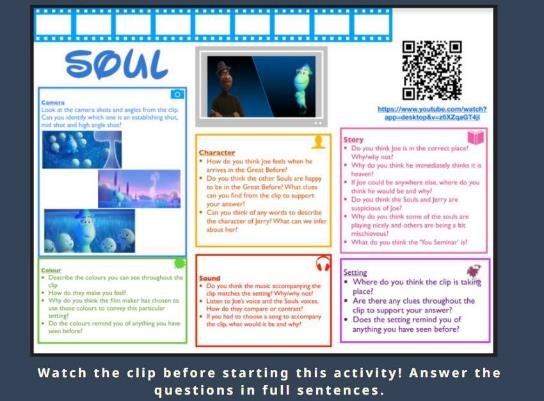 SOUL
https://www.youtube.com/watch?
app=desktop&v=z6XZqaGT4jI
Camera
Look at the camera shots and angles from the clip.
Can you identify which one is an establishing shot,
mid shot and high angle shot?
Character
• How do you think Joe feels when he
arrives in the Great Before?
• Do you think the other Souls are happy
to be in the Great Before? What clues
can you find from the clip to support
your answer?
• Can you think of any words to describe
the character of Jerry? What can we infer
about her?
Story
• Do you think Joe is in the correct place?
Why/why not?
• Why do you think he immediately thinks it is
heaven?
• If Joe could be anywhere else, where do you
think he would be and why?
• Do you think the Souls and Jerry are
suspicious of Joe?
• Why do you think some of the souls are
playing nicely and others are being a bit
mischievous?
• What do you think the 'You Seminar' is?
Colour
• Describe the colours you can see throughout the
clip
• How do they make you feel?
• Why do you think the film maker has chosen to
use those colours to convey this particular
setting?
• Do the colours remind you of anything you have
seen before?
Sound
• Do you think the music accompanying the
clip matches the setting? Why/why not?
• Listen to Joe's voice and the Souls voices.
How do they compare or contrast?
• If you had to choose a song to accompany
the clip, what would it be and why?
Setting
• Where do you think the clip is taking
place?
• Are there any clues throughout the
clip to support your answer?
• Does the setting remind you of
anything you have seen before?
Watch the clip before starting this activity! Answer the
questions in full sentences.